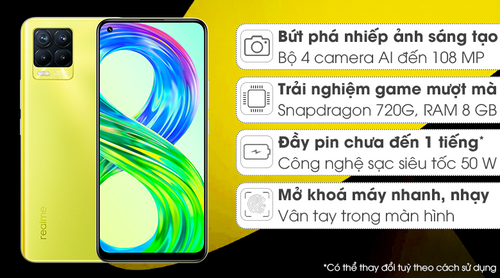 Bứt phá nhiếp ảnh sáng tạo
Bộ 4 camera AI đến 108 MP
Trải nghiệm game mượt mà
Snapdragon 720G, RAM 8 GB
Đầy pin chưa đến 1 tiếng*
Công nghệ sạc siêu tốc 50 W
Mở khoá máy nhanh, nhạy
Vân tay trong màn hình
realme
*Có thể thay đổi tuỳ theo cách sử dụng